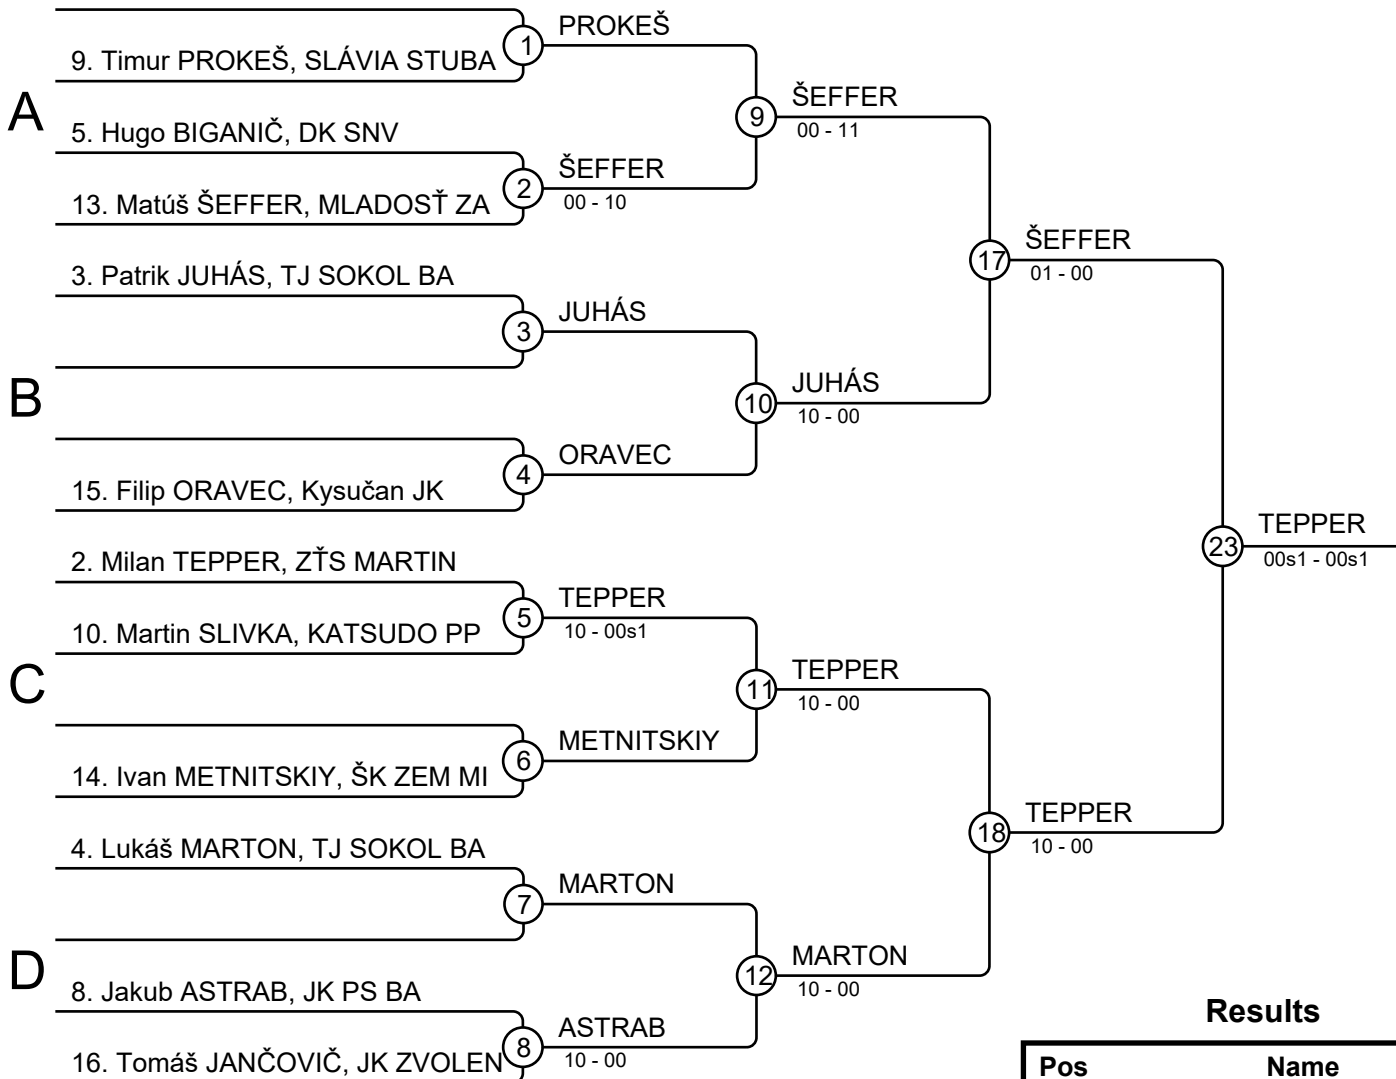 A
9. Timur PROKEŠ, SLÁVIA STUBA
5. Hugo BIGANIČ, DK SNV
13. Matúš ŠEFFER, MLADOSŤ ZA
B
3. Patrik JUHÁS, TJ SOKOL BA
15. Filip ORAVEC, Kysučan JK
C
2. Milan TEPPER, ZŤS MARTIN
10. Martin SLIVKA, KATSUDO PP
14. Ivan METNITSKIY, ŠK ZEM MI
D
4. Lukáš MARTON, TJ SOKOL BA
8. Jakub ASTRAB, JK PS BA
16. Tomáš JANČOVIČ, JK ZVOLEN
1
PROKEŠ
2
ŠEFFER
00 - 10
3
JUHÁS
4
ORAVEC
5
TEPPER
10 - 00s1
6
METNITSKIY
7
MARTON
8
ASTRAB
10 - 00
9
ŠEFFER
00 - 11
10
JUHÁS
10 - 00
11
TEPPER
10 - 00
12
MARTON
10 - 00
17
ŠEFFER
01 - 00
18
TEPPER
10 - 00
23
TEPPER
00s1 - 00s1
Results
Pos Name